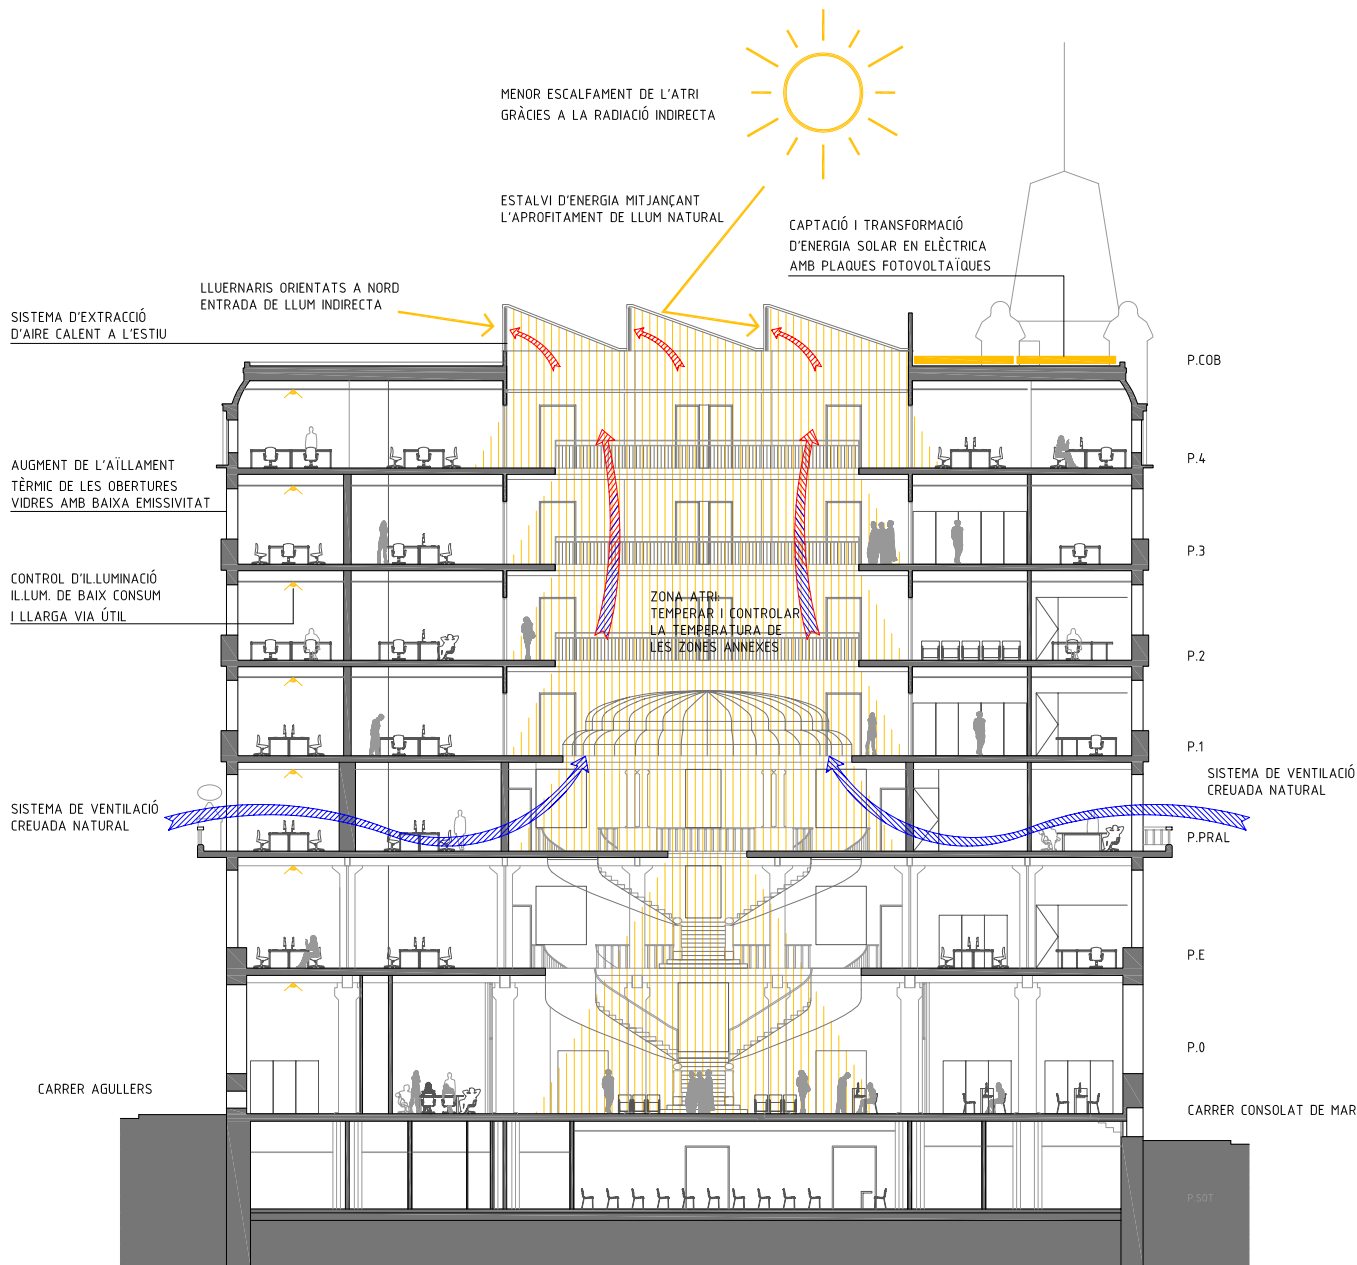 MENOR ESCALFAMENT DE L'ATRI
GRÀCIES A LA RADIACIÓ INDIRECTA
ESTALVI D'ENERGIA MITJANÇANT
L'APROFITAMENT DE LLUM NATURAL
CAPTACIÓ I TRANSFORMACIÓ
D'ENERGIA SOLAR EN ELÈCTRICA
AMB PLAQUES FOTOVOLTAÏQUES
LLUERNARIS ORIENTATS A NORD
ENTRADA DE LLUM INDIRECTA
SISTEMA D'EXTRACCIÓ
D'AIRE CALENT A L'ESTIU
P.COB
P.4
AUGMENT DE L'AÏLLAMENT
TÈRMIC DE LES OBERTURES
VIDRES AMB BAIXA EMISSIVITAT
P.3
CONTROL D'IL.LUMINACIÓ
IL.LUM. DE BAIX CONSUM
I LLARGA VIA ÚTIL
ZONA ATRI:
TEMPERAR I CONTROLAR
LA TEMPERATURA DE
LES ZONES ANNEXES
P.2
P.1
SISTEMA DE VENTILACIÓ
CREUADA NATURAL
SISTEMA DE VENTILACIÓ
CREUADA NATURAL
P.PRAL
P.E
P.0
CARRER AGULLERS
CARRER CONSOLAT DE MAR
P.SOT